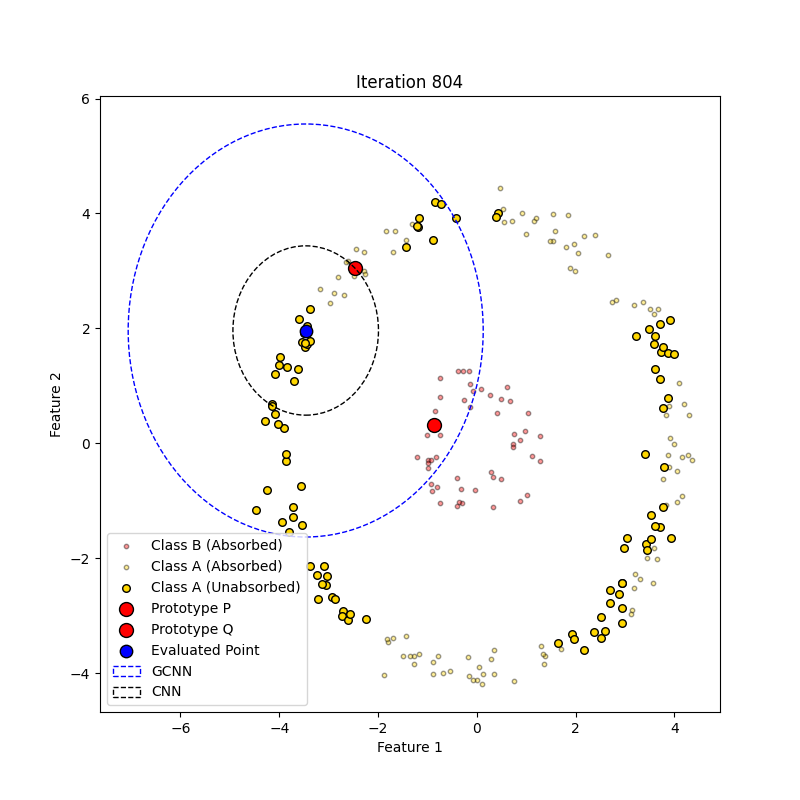 Iteration 804
6
4
2
0
−2
−4
Feature 2
Class B (Absorbed)
Class A (Absorbed)
Class A (Unabsorbed)
Prototype P
Prototype Q
Evaluated Point
GCNN
CNN
−6
−4
−2
0
2
4
Feature 1